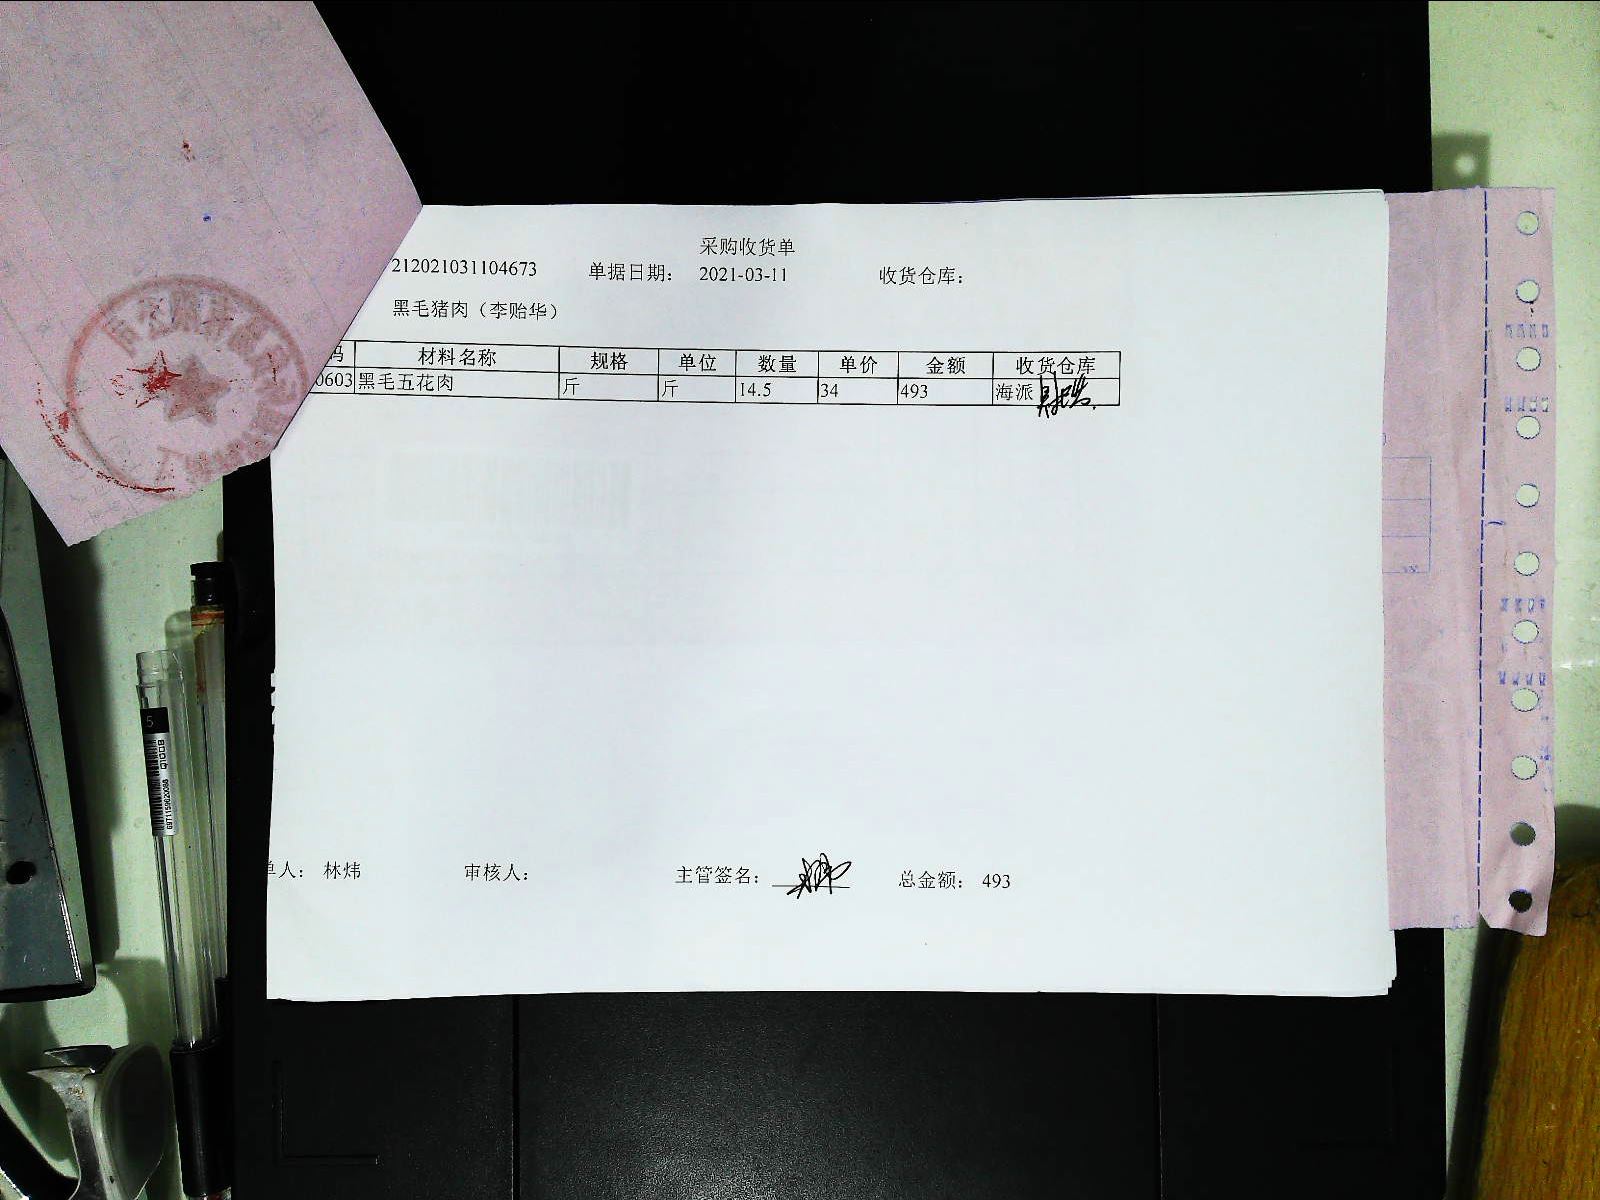 采购收货单
212021031104673 单据日期: 2021-03-11 收货仓库:
黑毛猪肉（李贻华）
码 材料名称 规格 单位 数量 单价 金额 收货仓库
0603 黑毛五花肉 斤 斤 14.5 34 493 海派
单人: 林炜 审核人: 主管签名: 总金额: 493
5
Q1008